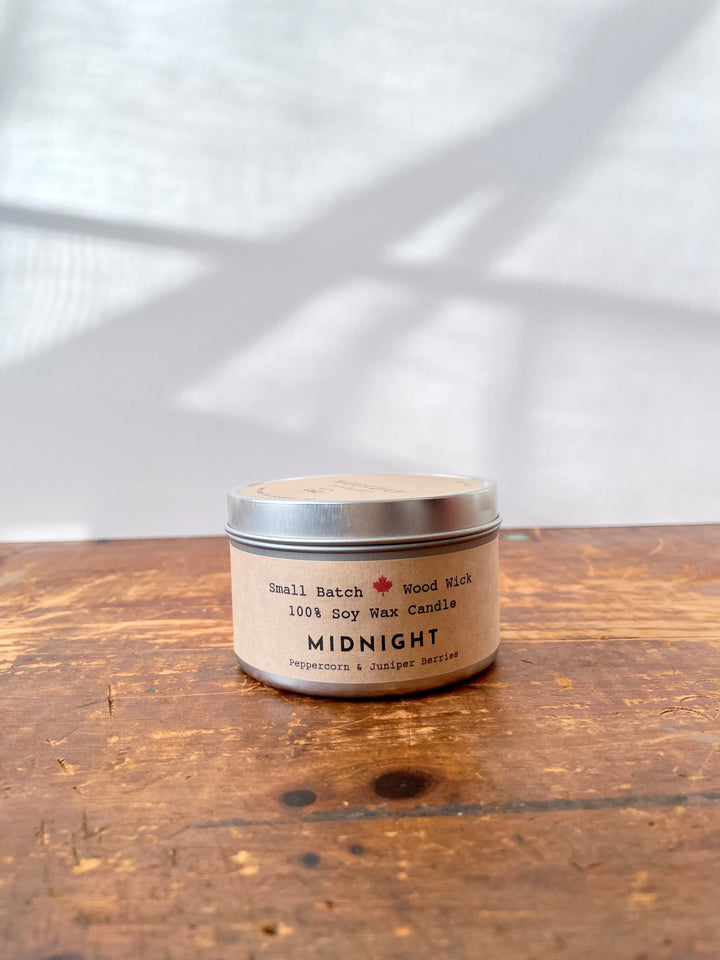 Small Batch Wood Wick
100% Soy Wax Candle
MIDNIGHT
Peppercorn & Juniper Berries